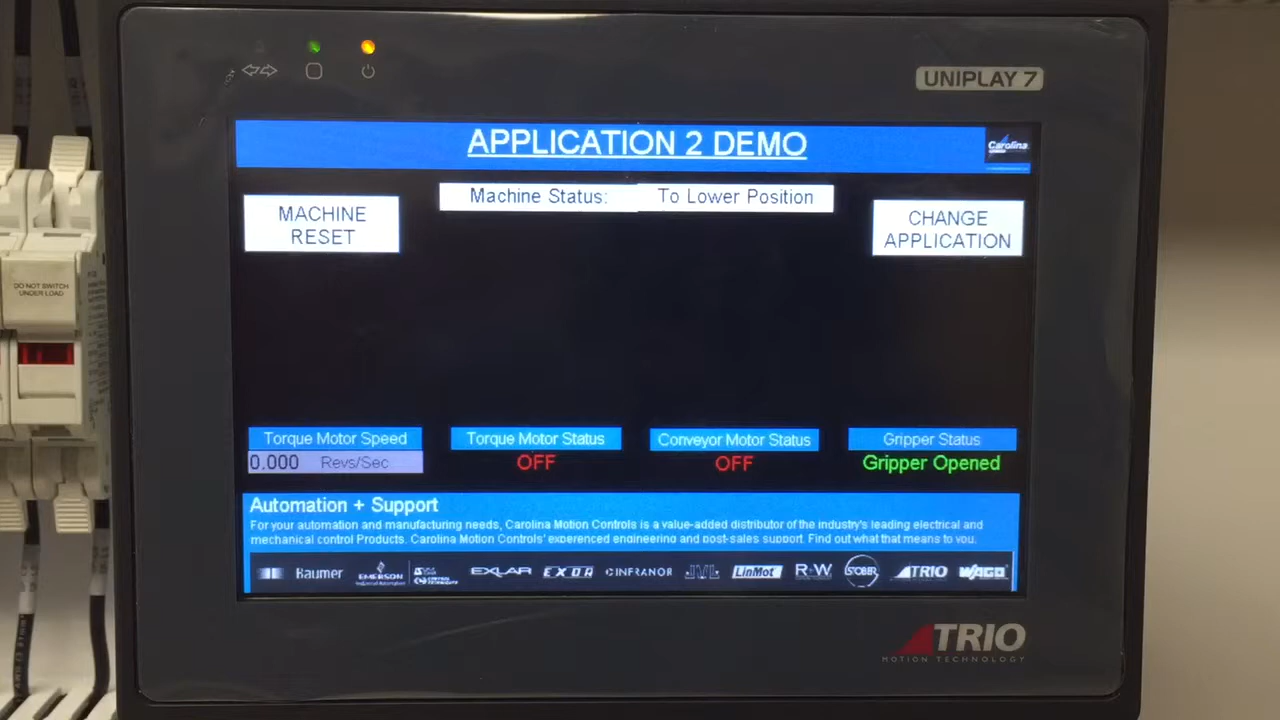 UNIPLAY 7
APPLICATION 2 DEMO
Carolina
Machine Status: To Lower Position
MACHINE
RESET
CHANGE
APPLICATION
DO NOT SWITCH
UNDER LOAD
Torque Motor Speed
0.000 Revs/Sec
Torque Motor Status
OFF
Conveyor Motor Status
OFF
Gripper Status
Gripper Opened
Automation + Support
For your automation and manufacturing needs, Carolina Motion Controls is a value-added distributor of the industry's leading electrical and
mechanical control Products. Carolina Motion Controls' experienced engineering and post-sales support. Find out what that means to you.
Baumer EMERSON EXLAR EXOR INFRANOR JVL LinMot R+W STOBER TRIO WAGO
TRIO
MOTION TECHNOLOGY